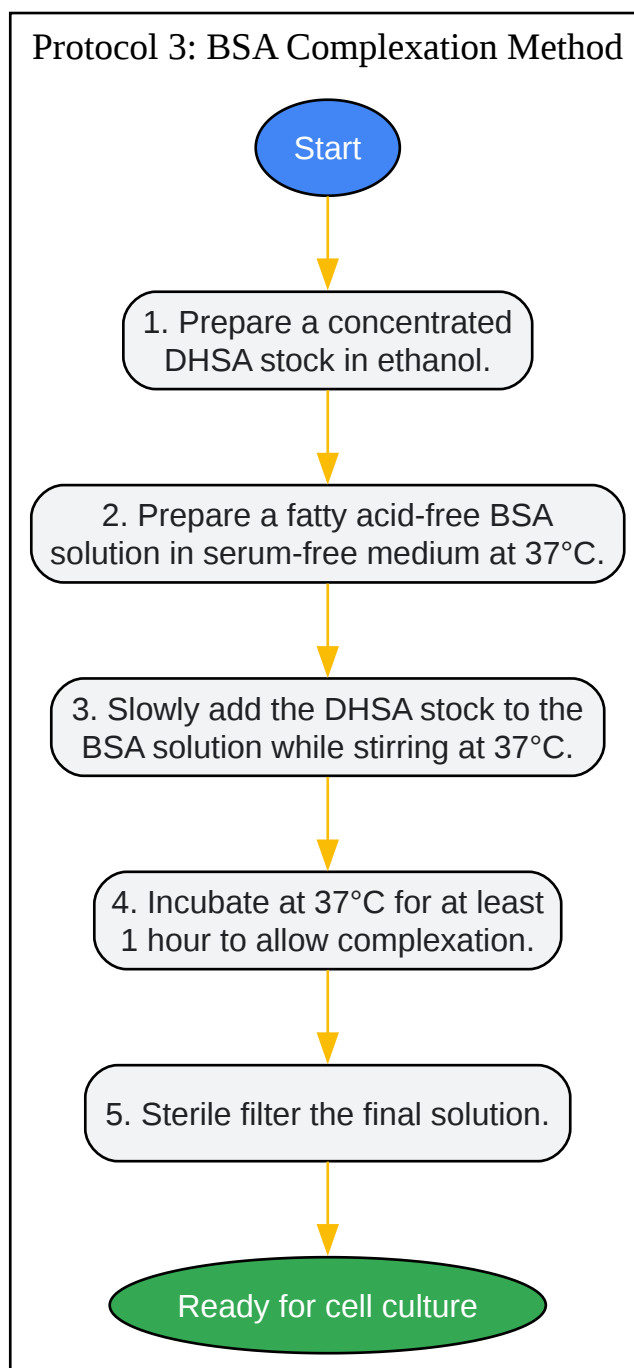 Protocol 3: BSA Complexation Method
Start
1. Prepare a concentrated
DHSA stock in ethanol.
2. Prepare a fatty acid-free BSA
solution in serum-free medium at 37°C.
3. Slowly add the DHSA stock to the
BSA solution while stirring at 37°C.
4. Incubate at 37°C for at least
1 hour to allow complexation.
5. Sterile filter the final solution.
Ready for cell culture